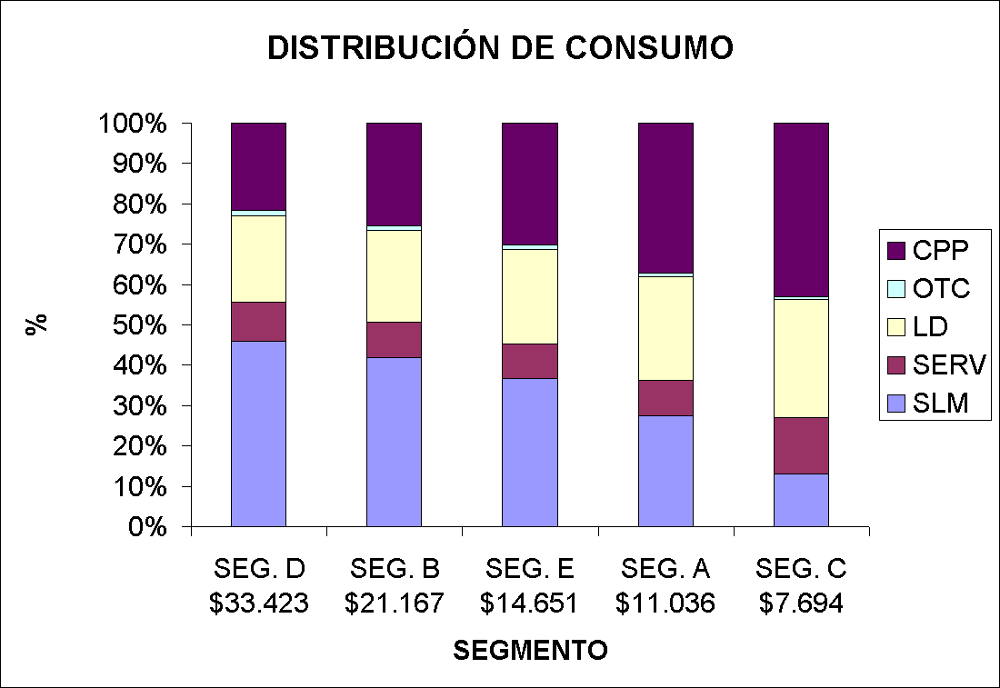 DISTRIBUCIÓN DE CONSUMO
100%
90%
80%
70%
60%
50%
40%
30%
20%
10%
0%
%
SEG. D SEG. B SEG. E SEG. A SEG. C
$33.423 $21.167 $14.651 $11.036 $7.694
SEGMENTO
CPP
OTC
LD
SERV
SLM